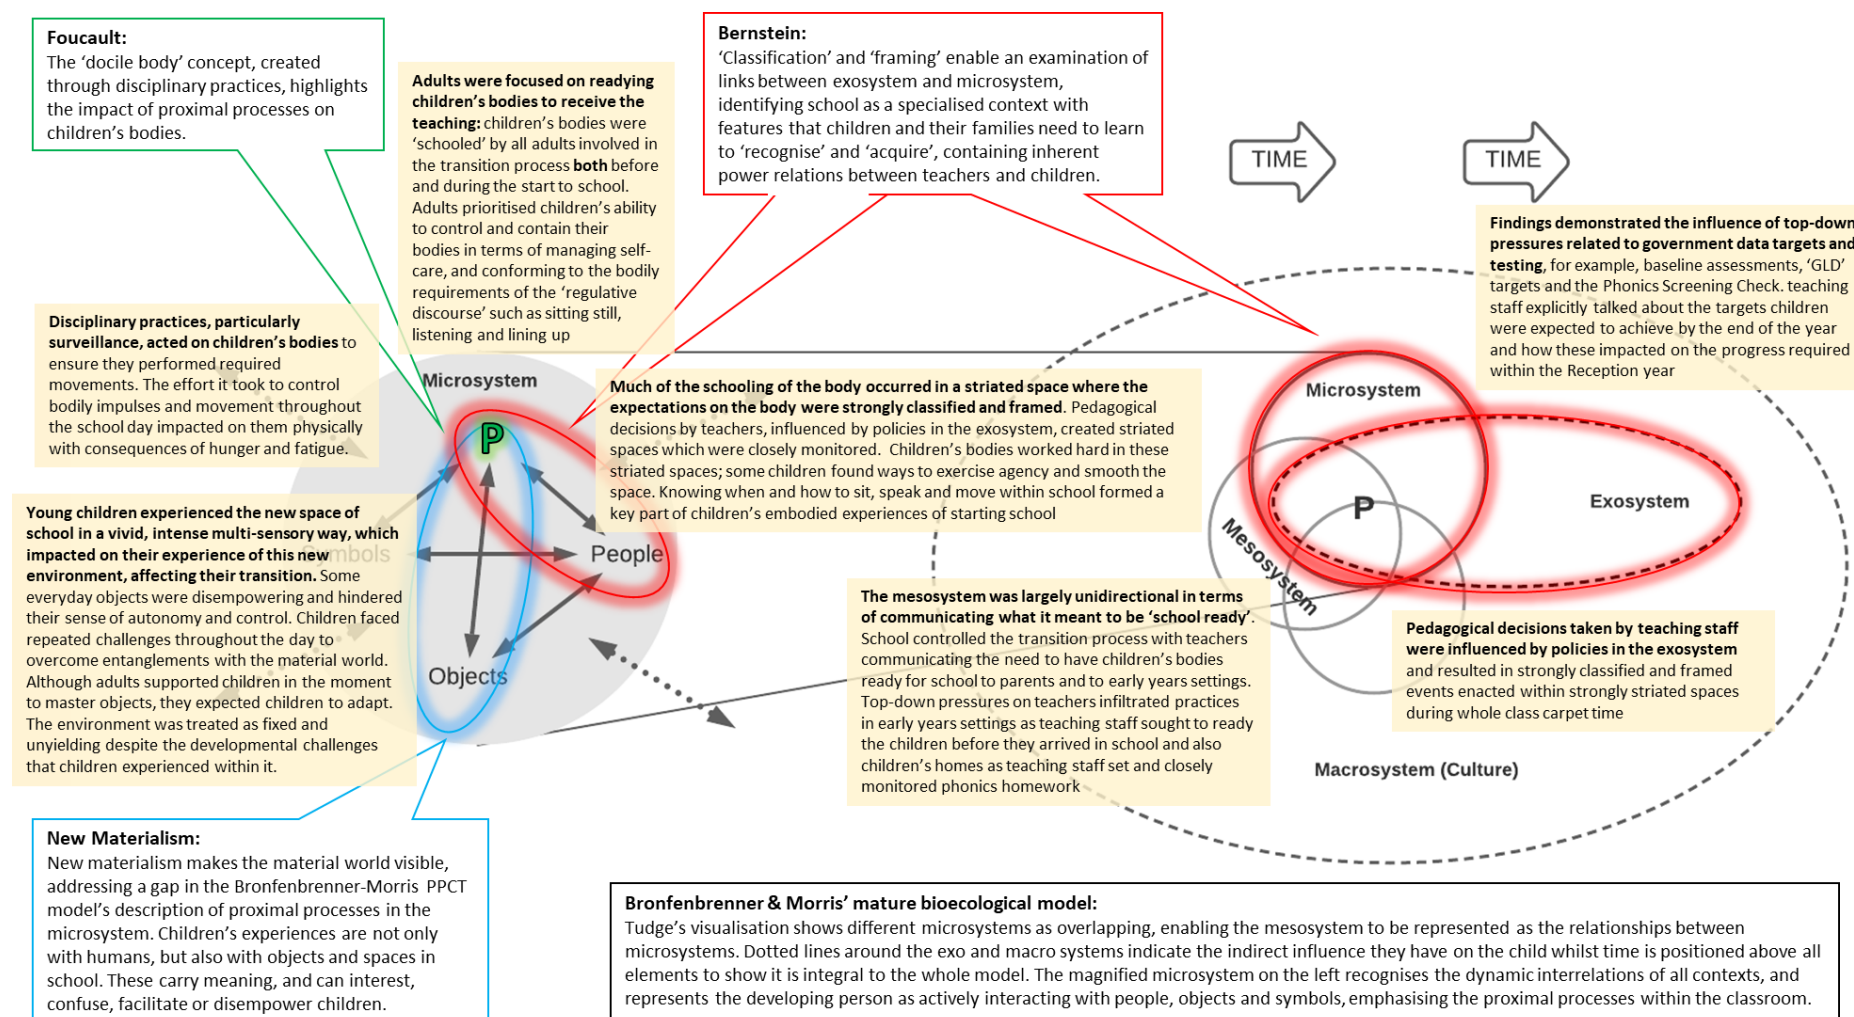 Foucault:
The ‘docile body’ concept, created
through disciplinary practices, highlights
the impact of proximal processes on
children’s bodies.
Adults were focused on readying
children’s bodies to receive the
teaching: children’s bodies were
‘schooled’ by all adults involved in
the transition process both before
and during the start to school.
Adults prioritised children’s ability
to control and contain their
bodies in terms of managing self-
care, and conforming to the bodily
requirements of the ‘regulative
discourse’ such as sitting still,
listening and lining up
Bernstein:
‘Classification’ and ‘framing’ enable an examination of
links between exosystem and microsystem,
identifying school as a specialised context with
features that children and their families need to learn
to ‘recognise’ and ‘acquire’, containing inherent
power relations between teachers and children.
TIME
TIME
Findings demonstrated the influence of top-down
pressures related to government data targets and
testing, for example, baseline assessments, ‘GLD’
targets and the Phonics Screening Check. teaching
staff explicitly talked about the targets children
were expected to achieve by the end of the year
and how these impacted on the progress required
within the Reception year
Disciplinary practices, particularly
surveillance, acted on children’s bodies to
ensure they performed required
movements. The effort it took to control
bodily impulses and movement throughout
the school day impacted on them physically
with consequences of hunger and fatigue.
Microsystem
P
Symbols
People
Objects
Much of the schooling of the body occurred in a striated space where the
expectations on the body were strongly classified and framed. Pedagogical
decisions by teachers, influenced by policies in the exosystem, created striated
spaces which were closely monitored.  Children’s bodies worked hard in these
striated spaces; some children found ways to exercise agency and smooth the
space. Knowing when and how to sit, speak and move within school formed a
key part of children’s embodied experiences of starting school
Microsystem
P
Exosystem
Mesosystem
Young children experienced the new space of
school in a vivid, intense multi-sensory way, which
impacted on their experience of this new
environment, affecting their transition. Some
everyday objects were disempowering and hindered
their sense of autonomy and control. Children faced
repeated challenges throughout the day to
overcome entanglements with the material world.
Although adults supported children in the moment
to master objects, they expected children to adapt.
The environment was treated as fixed and
unyielding despite the developmental challenges
that children experienced within it.
The mesosystem was largely unidirectional in terms
of communicating what it meant to be ‘school ready’.
School controlled the transition process with teachers
communicating the need to have children’s bodies
ready for school to parents and to early years settings.
Top-down pressures on teachers infiltrated practices
in early years settings as teaching staff sought to ready
the children before they arrived in school and also
children’s homes as teaching staff set and closely
monitored phonics homework
Pedagogical decisions taken by teaching staff
were influenced by policies in the exosystem
and resulted in strongly classified and framed
events enacted within strongly striated spaces
during whole class carpet time
Macrosystem (Culture)
New Materialism:
New materialism makes the material world visible,
addressing a gap in the Bronfenbrenner-Morris PPCT
model’s description of proximal processes in the
microsystem. Children’s experiences are not only
with humans, but also with objects and spaces in
school. These carry meaning, and can interest,
confuse, facilitate or disempower children.
Bronfenbrenner & Morris’ mature bioecological model:
Tudge’s visualisation shows different microsystems as overlapping, enabling the mesosystem to be represented as the relationships between
microsystems. Dotted lines around the exo and macro systems indicate the indirect influence they have on the child whilst time is positioned above all
elements to show it is integral to the whole model. The magnified microsystem on the left recognises the dynamic interrelations of all contexts, and
represents the developing person as actively interacting with people, objects and symbols, emphasising the proximal processes within the classroom.